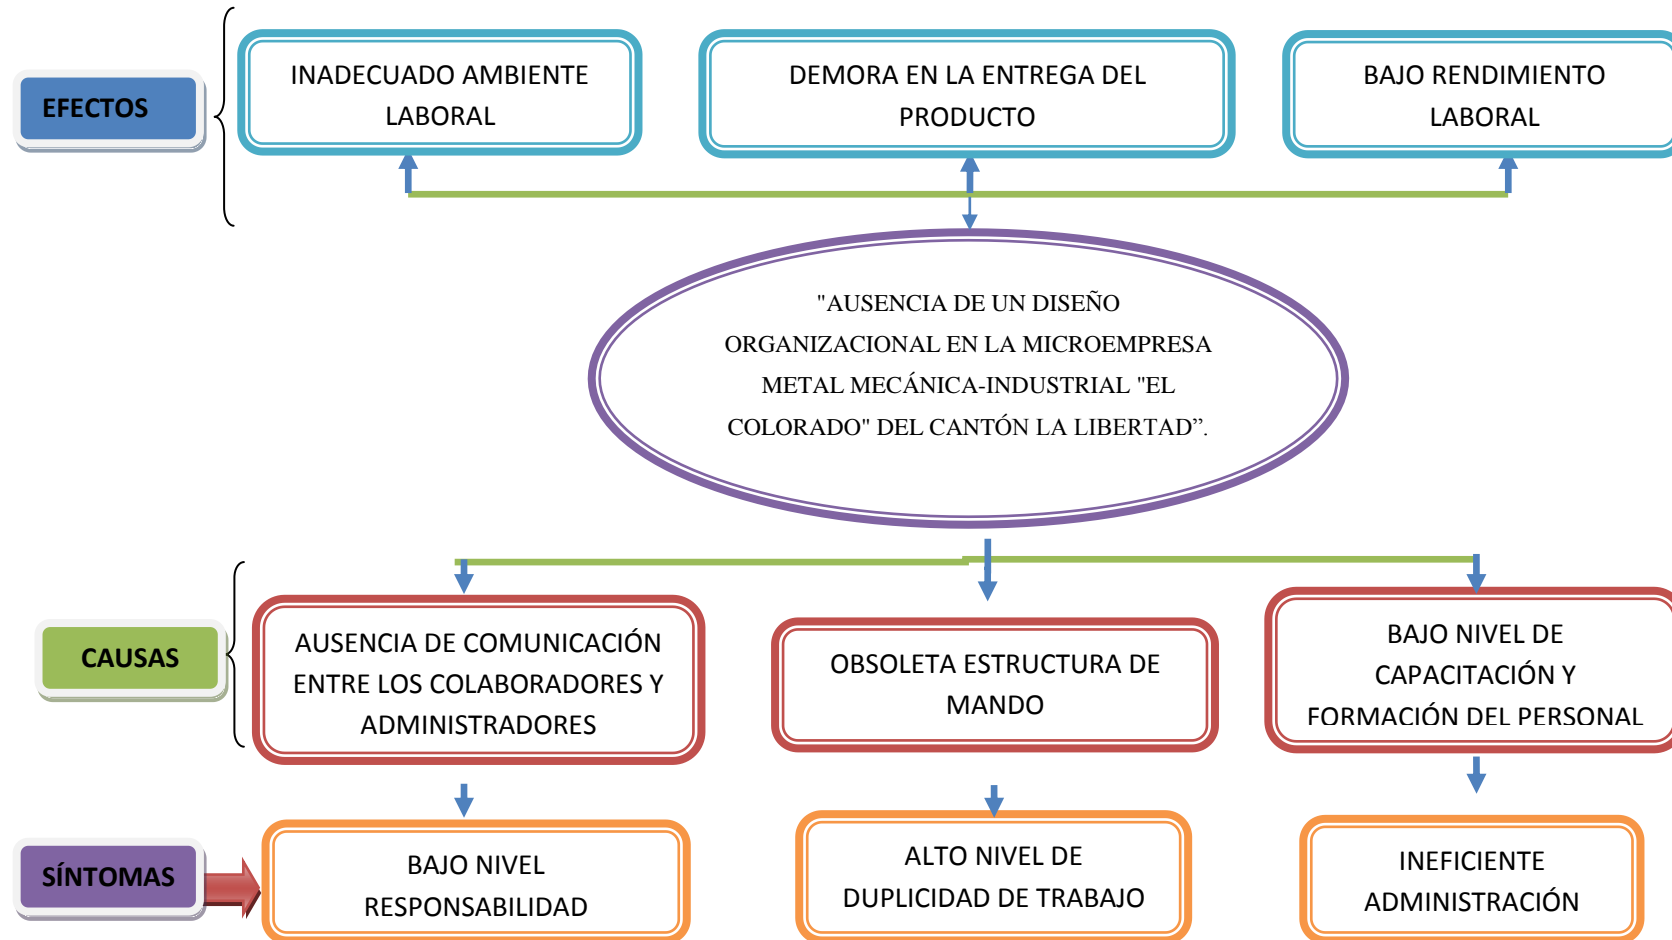 EFECTOS
INADECUADO AMBIENTE
LABORAL
DEMORA EN LA ENTREGA DEL
PRODUCTO
BAJO RENDIMIENTO
LABORAL
"AUSENCIA DE UN DISEÑO
ORGANIZACIONAL EN LA MICROEMPRESA
METAL MECÁNICA-INDUSTRIAL "EL
COLORADO" DEL CANTÓN LA LIBERTAD”.
CAUSAS
AUSENCIA DE COMUNICACIÓN
ENTRE LOS COLABORADORES Y
ADMINISTRADORES
OBSOLETA ESTRUCTURA DE
MANDO
BAJO NIVEL DE
CAPACITACIÓN Y
FORMACIÓN DEL PERSONAL
SÍNTOMAS
BAJO NIVEL
RESPONSABILIDAD
ALTO NIVEL DE
DUPLICIDAD DE TRABAJO
INEFICIENTE
ADMINISTRACIÓN